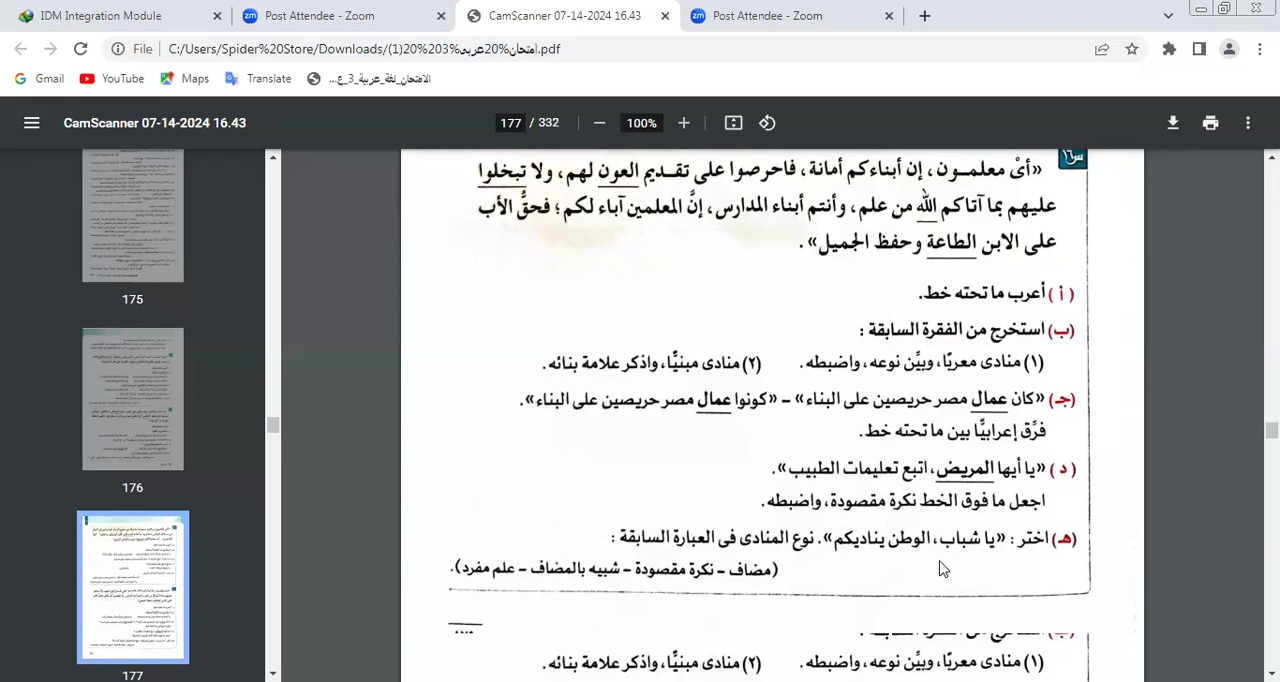 IDM Integration Module
Post Attendee - Zoom
CamScanner 07-14-2024 16.43
Post Attendee - Zoom
File
C:/Users/Spider%20Store/Downloads/(1)%20%203%امتحان%20عربى.pdf
Gmail
YouTube
Maps
Translate
الامتحان_لغة_عربية_3_ع...
CamScanner 07-14-2024 16.43
177 / 332
100%
175
176
177
س١٦
«أىْ معلمـون، إن أبناءكم أمانة، فاحرصوا على تقـديم العون لهم، ولا تبخلوا
عليهم بما آتاكم الله من علم، وأنتم أبناء المدارس، إنَّ المعلمين آباء لكم؛ فحقُّ الأب
على الابن الطاعة وحفظ الجميل».
(أ) أعرب ما تحته خط.
(ب) استخرج من الفقرة السابقة :
(١) منادى معربًا، وبيِّن نوعه، واضبطه. (٢) منادى مبنيًّا، واذكر علامة بنائه.
(جـ) «كان عمال مصر حريصين على البناء» - «كونوا عمال مصر حريصين على البناء».
فرِّق إعرابيًّا بين ما تحته خط.
(د) «يا أيها المريض، اتبع تعليمات الطبيب».
اجعل ما فوق الخط نكرة مقصودة، واضبطه.
(هـ) اختر : «يا شباب، الوطن يناديكم». نوع المنادى فى العبارة السابقة :
(مضاف - نكرة مقصودة - شبيه بالمضاف - علم مفرد).
(١) منادى معربًا، وبيِّن نوعه، واضبطه. (٢) منادى مبنيًّا، واذكر علامة بنائه.